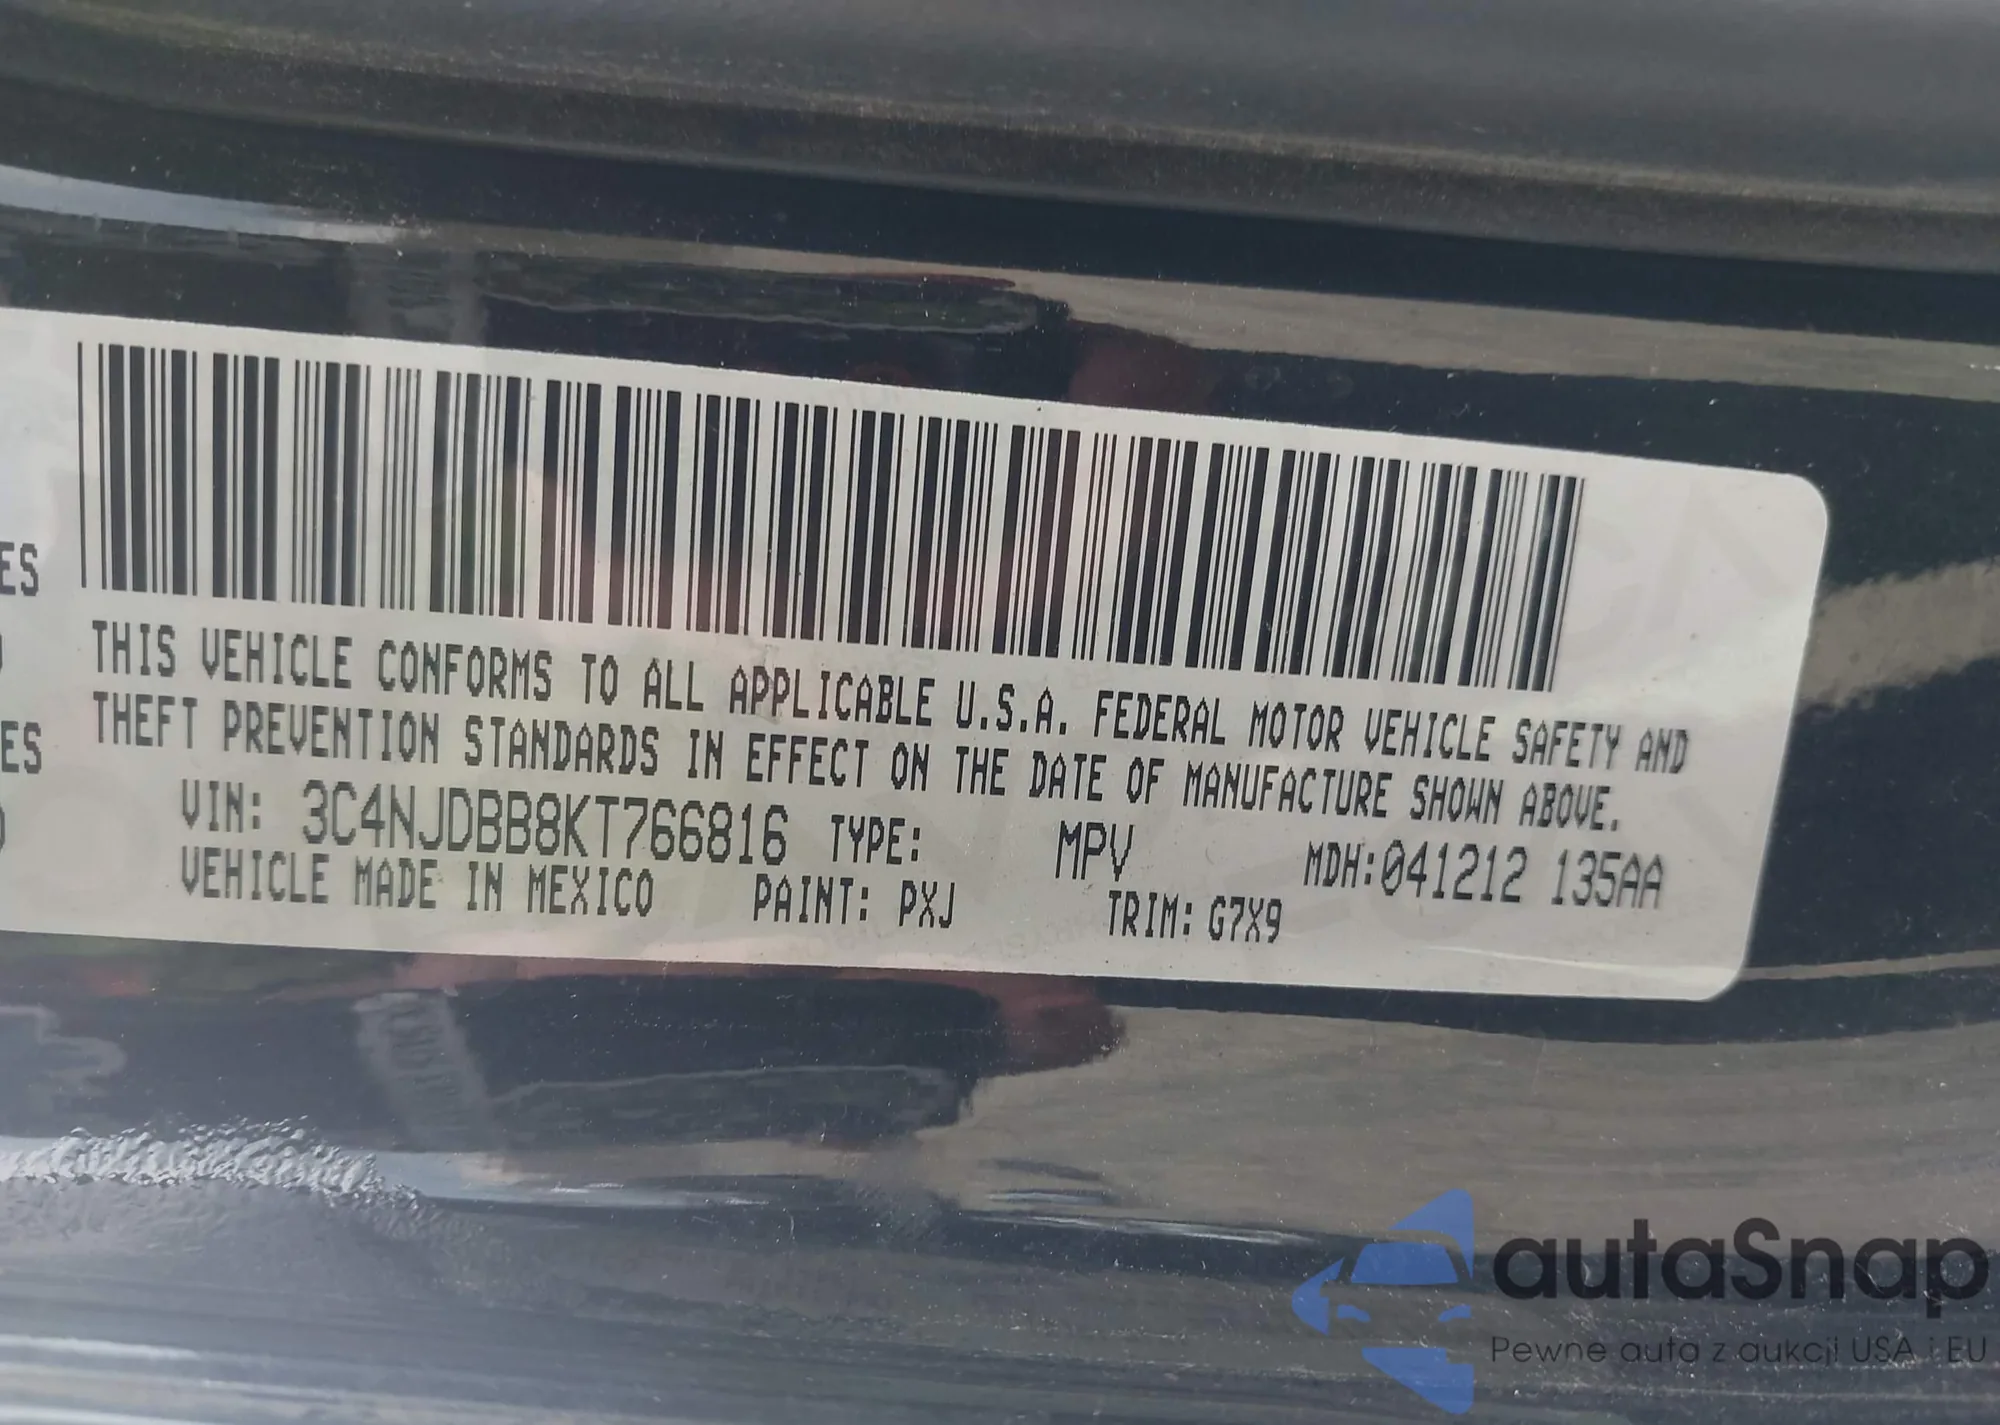 ES
THIS VEHICLE CONFORMS TO ALL APPLICABLE U.S.A. FEDERAL MOTOR VEHICLE SAFETY AND
THEFT PREVENTION STANDARDS IN EFFECT ON THE DATE OF MANUFACTURE SHOWN ABOVE.
ES
VIN: 3C4NJDBB8KT766816 TYPE: MPV MDH:041212 135AA
VEHICLE MADE IN MEXICO PAINT: PXJ TRIM: G7X9
autaSnap
Pewne auta z aukcji USA i EU